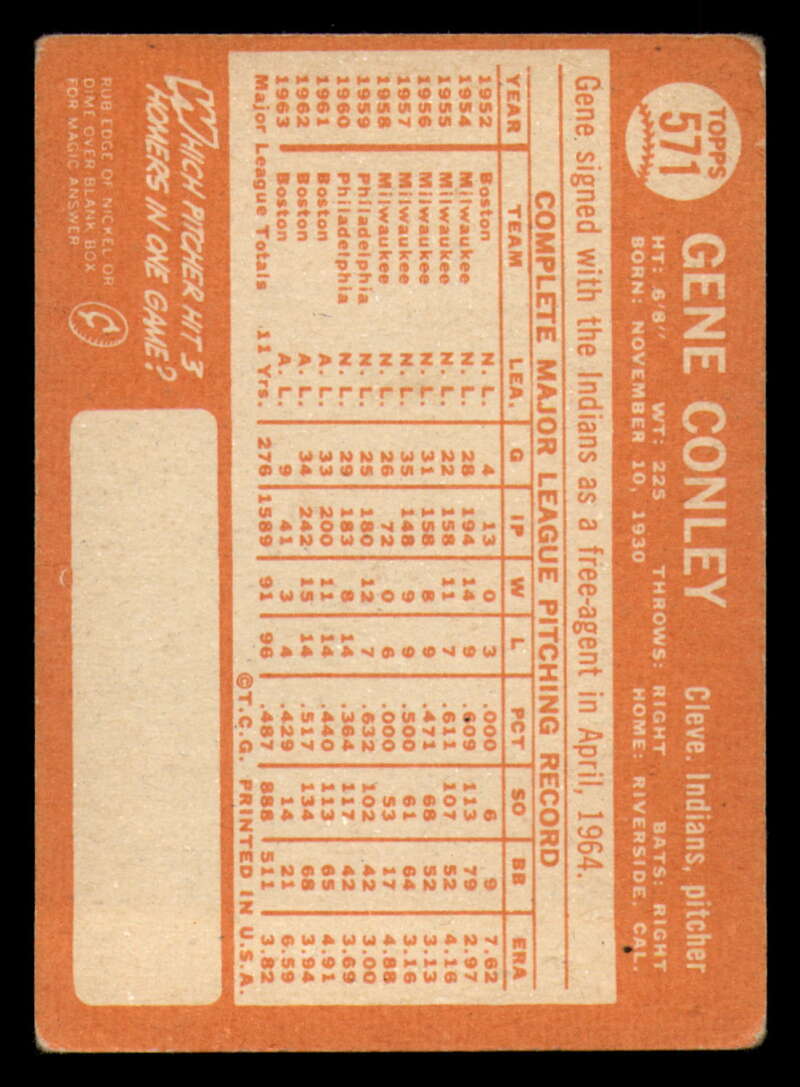 TOPPS
571
GENE CONLEY
Cleve. Indians, pitcher
HT: 6'8" WT: 225 THROWS: RIGHT BATS: RIGHT
BORN: NOVEMBER 10, 1930 HOME: RIVERSIDE, CAL.
Gene signed with the Indians as a free-agent in April, 1964.
COMPLETE MAJOR LEAGUE PITCHING RECORD
YEAR TEAM LEA. G IP W L PCT SO BB ERA
1952 Boston N. L. 4 13 0 3 .000 6 9 7.62
1954 Milwaukee N. L. 28 194 14 9 .609 113 79 2.97
1955 Milwaukee N. L. 22 158 11 7 .611 107 52 4.16
1956 Milwaukee N. L. 31 158 8 9 .471 68 52 3.13
1957 Milwaukee N. L. 35 148 9 9 .500 61 64 3.16
1958 Milwaukee N. L. 26 72 0 6 .000 53 17 4.88
1959 Philadelphia N. L. 25 180 12 7 .632 102 42 3.00
1960 Philadelphia N. L. 29 183 8 14 .364 117 42 3.69
1961 Boston A. L. 33 200 11 14 .440 113 65 4.91
1962 Boston A. L. 34 242 15 14 .517 134 68 3.94
1963 Boston A. L. 9 41 3 4 .429 14 21 6.59
Major League Totals 11 Yrs. 276 1589 91 96 .487 888 511 3.82
©T.C.G. PRINTED IN U.S.A.
WHICH PITCHER HIT 3
HOMERS IN ONE GAME?
RUB EDGE OF NICKEL OR
DIME OVER BLANK BOX
FOR MAGIC ANSWER